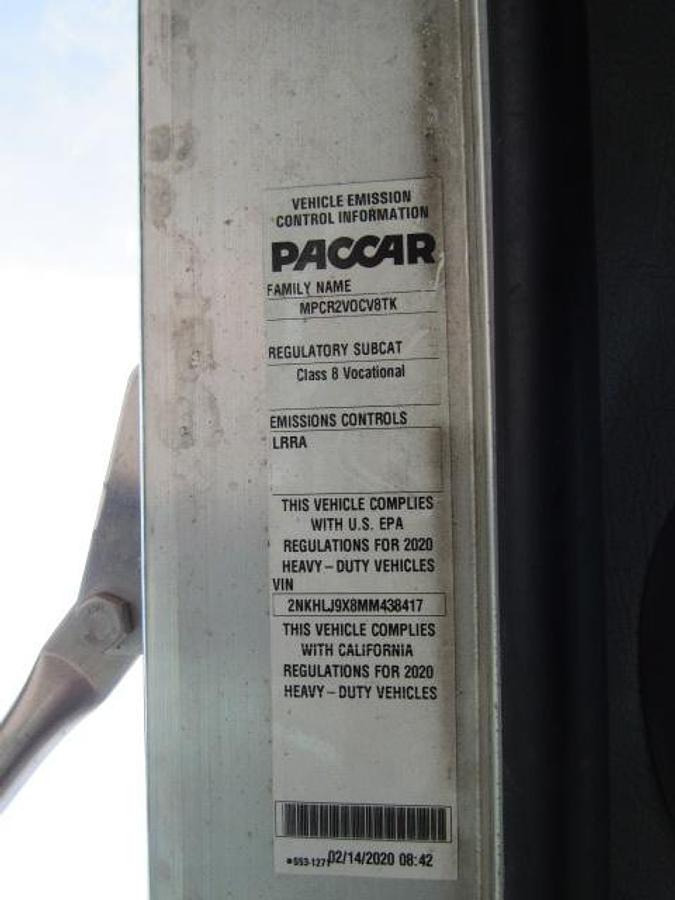 VEHICLE EMISSION
CONTROL INFORMATION
PACCAR
FAMILY NAME
MPCR2VOCV8TK
REGULATORY SUBCAT
Class 8 Vocational
EMISSIONS CONTROLS
LRRA
THIS VEHICLE COMPLIES
WITH U.S. EPA
REGULATIONS FOR 2020
HEAVY-DUTY VEHICLES
VIN
2NKHLJ9X8MM438417
THIS VEHICLE COMPLIES
WITH CALIFORNIA
REGULATIONS FOR 2020
HEAVY-DUTY VEHICLES
02/14/2020 08:42